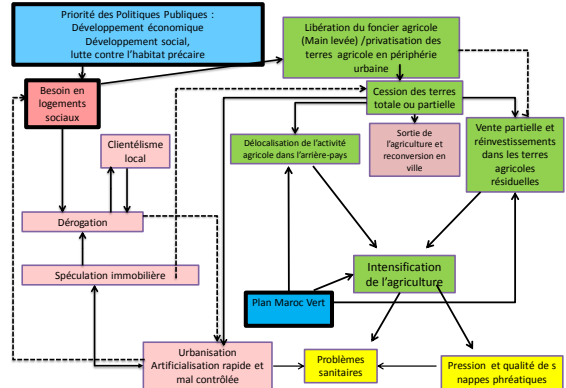 Priorité des Politiques Publiques :
Développement économique
Développement social,
lutte contre l'habitat précaire
Libération du foncier agricole
(Main levée) /privatisation des
terres agricole en périphérie
urbaine
Besoin en
logements
sociaux
Cession des terres
totale ou partielle
Clientélisme
local
Délocalisation de l'activité
agricole dans l'arrière-pays
Sortie de
l'agriculture et
reconversion en
ville
Vente partielle et
réinvestissements
dans les terres
agricoles
résiduelles
Dérogation
Spéculation immobilière
Intensification
de l'agriculture
Plan Maroc Vert
Urbanisation
Artificialisation rapide et
mal contrôlée
Problèmes
sanitaires
Pression et qualité de s
nappes phréatiques